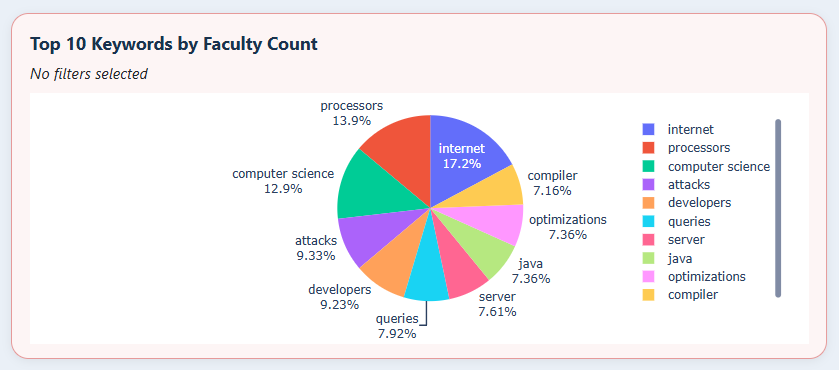 Top 10 Keywords by Faculty Count
No filters selected
processors
13.9%
internet
17.2%
computer science
12.9%
compiler
7.16%
optimizations
7.36%
attacks
9.33%
java
7.36%
developers
9.23%
server
7.61%
queries
7.92%
internet
processors
computer science
attacks
developers
queries
server
java
optimizations
compiler